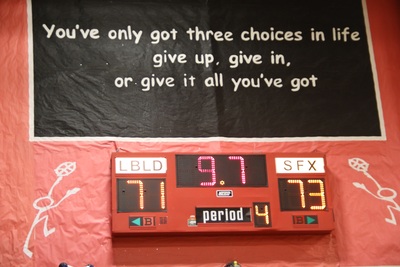 You've only got three choices in life
give up, give in,
or give it all you've got
LBLD 9.7 SFX
71 73
B period 4 B